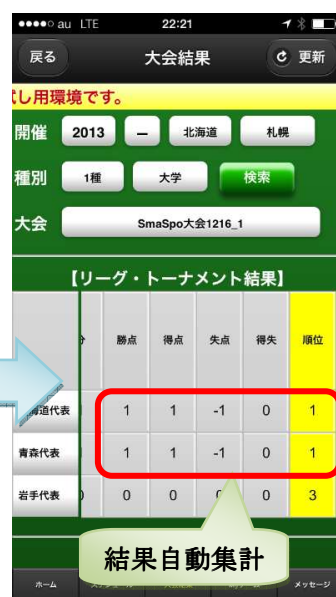 au LTE 22:21
戻る 大会結果 更新
し用環境です。
開催 2013 － 北海道 札幌
種別 1種 大学 検索
大会 SmaSpo大会1216_1
【リーグ・トーナメント結果】
勝点 得点 失点 得失 順位
海道代表 1 1 -1 0 1
青森代表 1 1 -1 0 1
岩手代表 0 0 0 0 3
結果自動集計
ホーム メッセージ